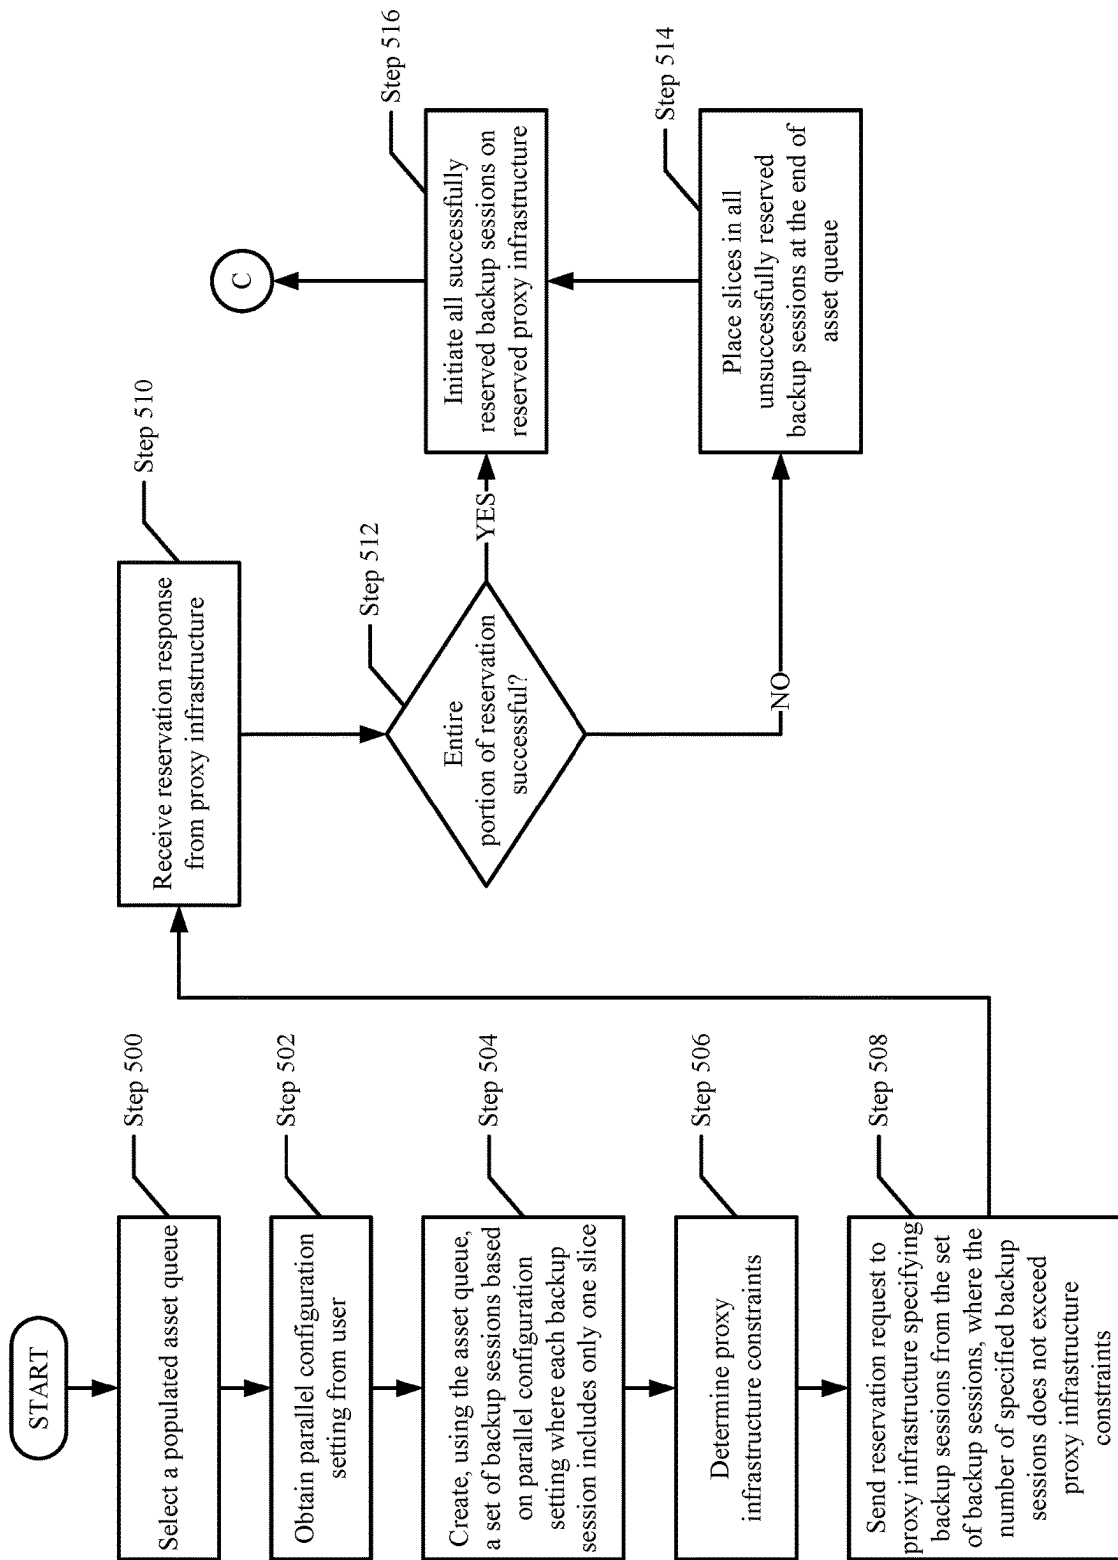 START
Select a populated asset queue
Step 500
Obtain parallel configuration
setting from user
Step 502
Create, using the asset queue,
a set of backup sessions based
on parallel configuration
setting where each backup
session includes only one slice
Step 504
Determine proxy
infrastructure constraints
Step 506
Send reservation request to
proxy infrastructure specifying
backup sessions from the set
of backup sessions, where the
number of specified backup
sessions does not exceed
proxy infrastructure
constraints
Step 508
Receive reservation response
from proxy infrastructure
Step 510
Entire
portion of reservation
successful?
Step 512
YES
NO
Place slices in all
unsuccessfully reserved
backup sessions at the end of
asset queue
Step 514
Initiate all successfully
reserved backup sessions on
reserved proxy infrastructure
Step 516
C